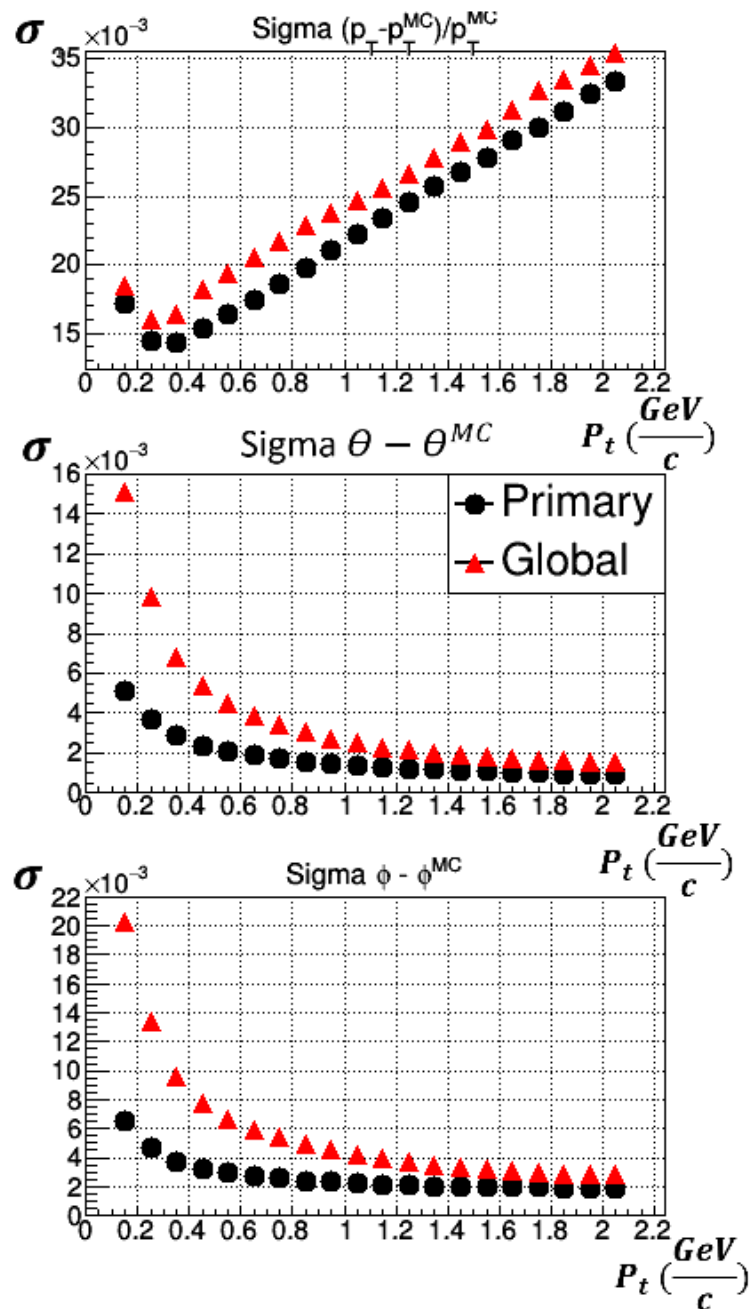 σ ×10⁻³ Sigma (p_T-p_T^MC)/p_T^MC
35
30
25
20
15
0 0.2 0.4 0.6 0.8 1 1.2 1.4 1.6 1.8 2 2.2
P_t (GeV/c)
σ ×10⁻³ Sigma θ − θ^MC
16
14
12
10
8
6
4
2
0
Primary
Global
0 0.2 0.4 0.6 0.8 1 1.2 1.4 1.6 1.8 2 2.2
P_t (GeV/c)
σ ×10⁻³ Sigma ϕ - ϕ^MC
22
20
18
16
14
12
10
8
6
4
2
0
0 0.2 0.4 0.6 0.8 1 1.2 1.4 1.6 1.8 2 2.2
P_t (GeV/c)